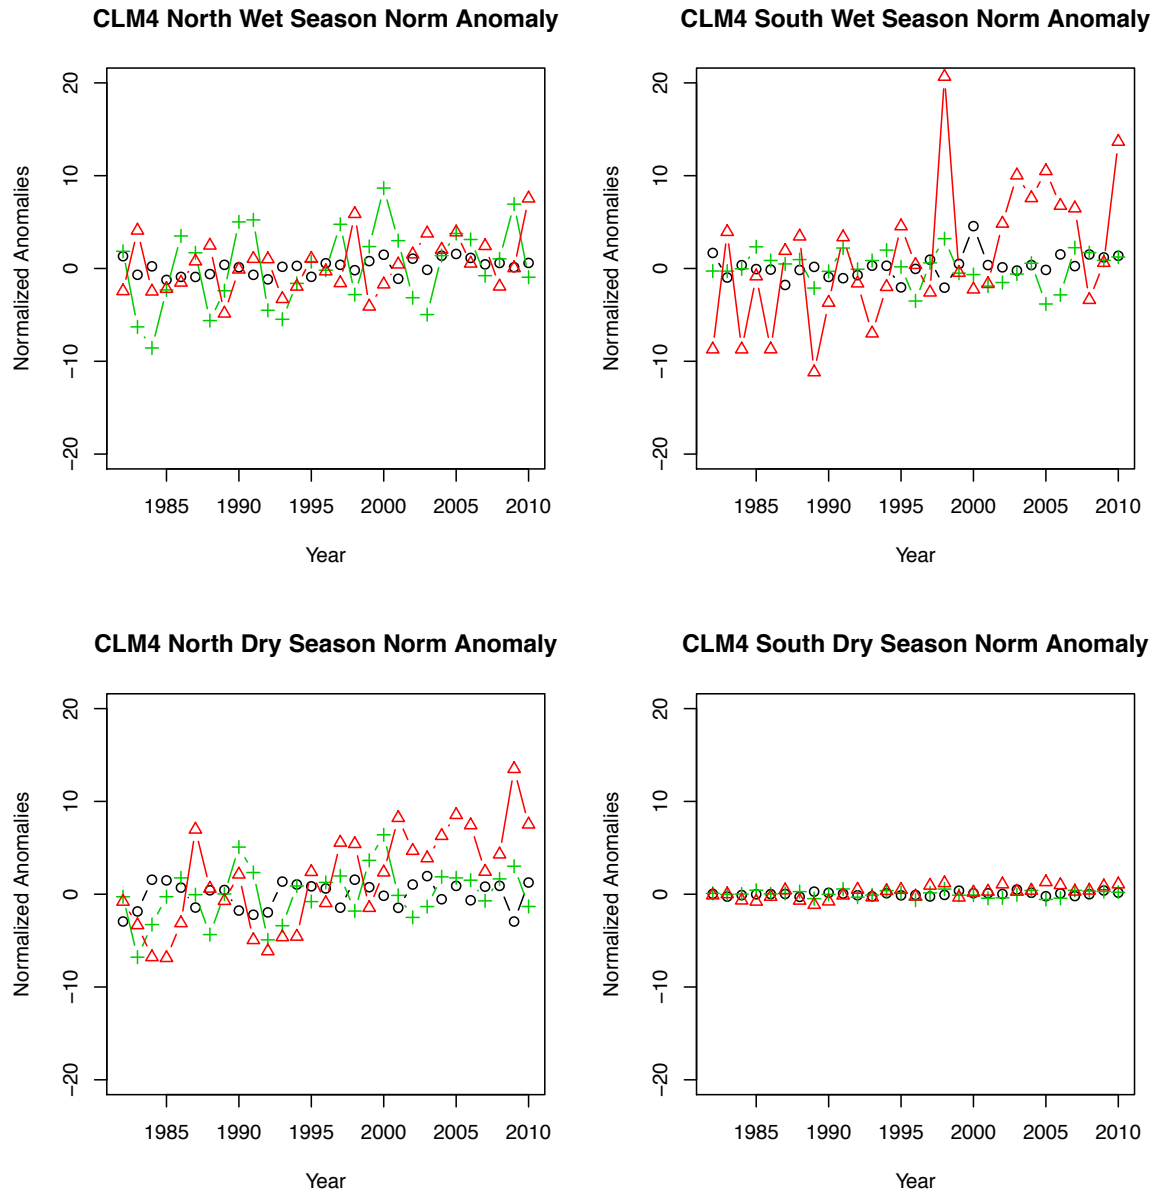 CLM4 North Wet Season Norm Anomaly
Normalized Anomalies
20
10
0
−10
−20
1985 1990 1995 2000 2005 2010
Year
CLM4 South Wet Season Norm Anomaly
Normalized Anomalies
20
10
0
−10
−20
1985 1990 1995 2000 2005 2010
Year
CLM4 North Dry Season Norm Anomaly
Normalized Anomalies
20
10
0
−10
−20
1985 1990 1995 2000 2005 2010
Year
CLM4 South Dry Season Norm Anomaly
Normalized Anomalies
20
10
0
−10
−20
1985 1990 1995 2000 2005 2010
Year